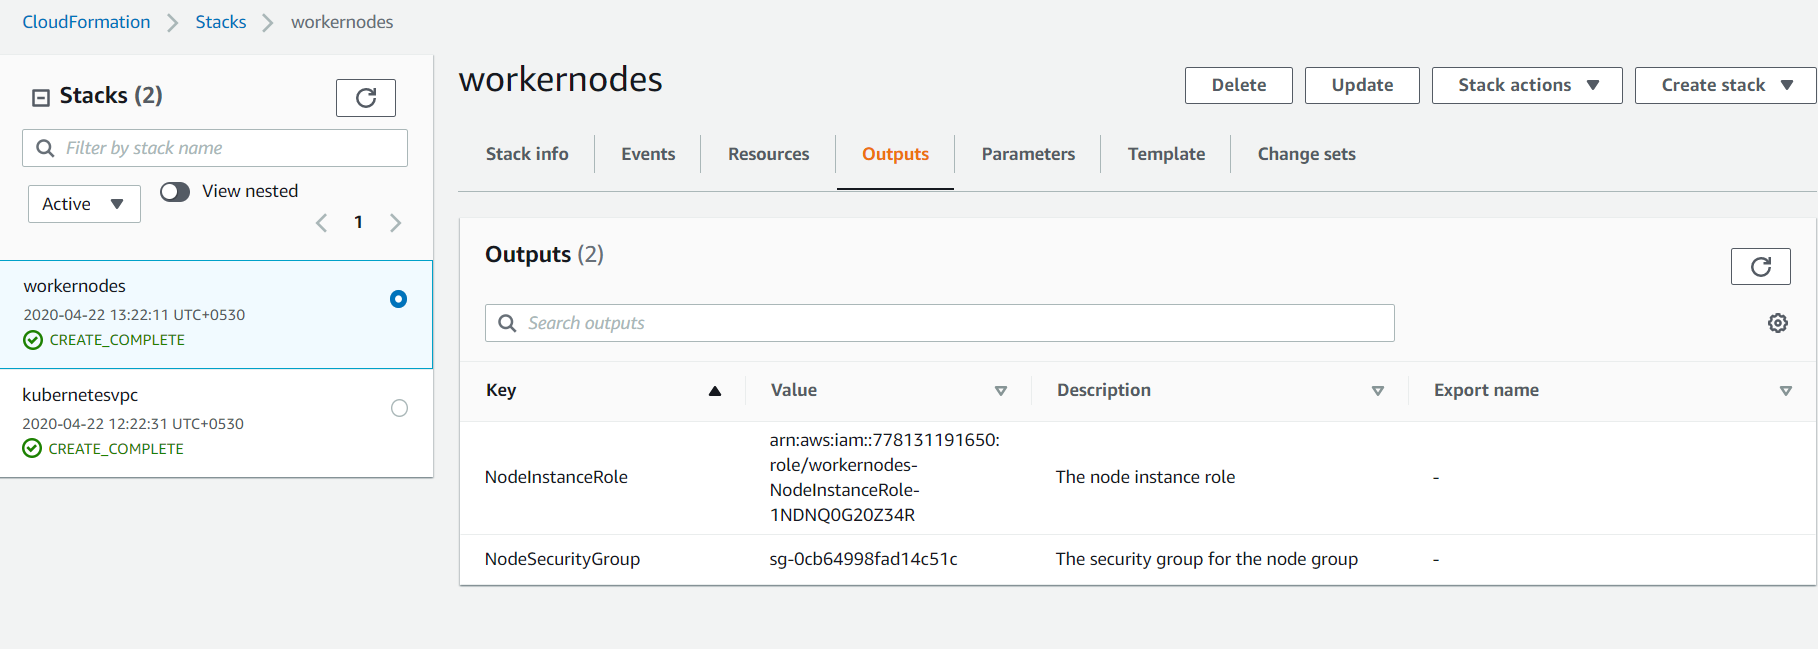 CloudFormation > Stacks > workernodes
Stacks (2)
Filter by stack name
Active
View nested
1
workernodes
2020-04-22 13:22:11 UTC+0530
CREATE_COMPLETE
kubernetesvpc
2020-04-22 12:22:31 UTC+0530
CREATE_COMPLETE
workernodes
Delete Update Stack actions Create stack
Stack info Events Resources Outputs Parameters Template Change sets
Outputs (2)
Search outputs
Key Value Description Export name
NodeInstanceRole
arn:aws:iam::778131191650:
role/workernodes-
NodeInstanceRole-
1NDNQ0G20Z34R
The node instance role
-
NodeSecurityGroup sg-0cb64998fad14c51c The security group for the node group -